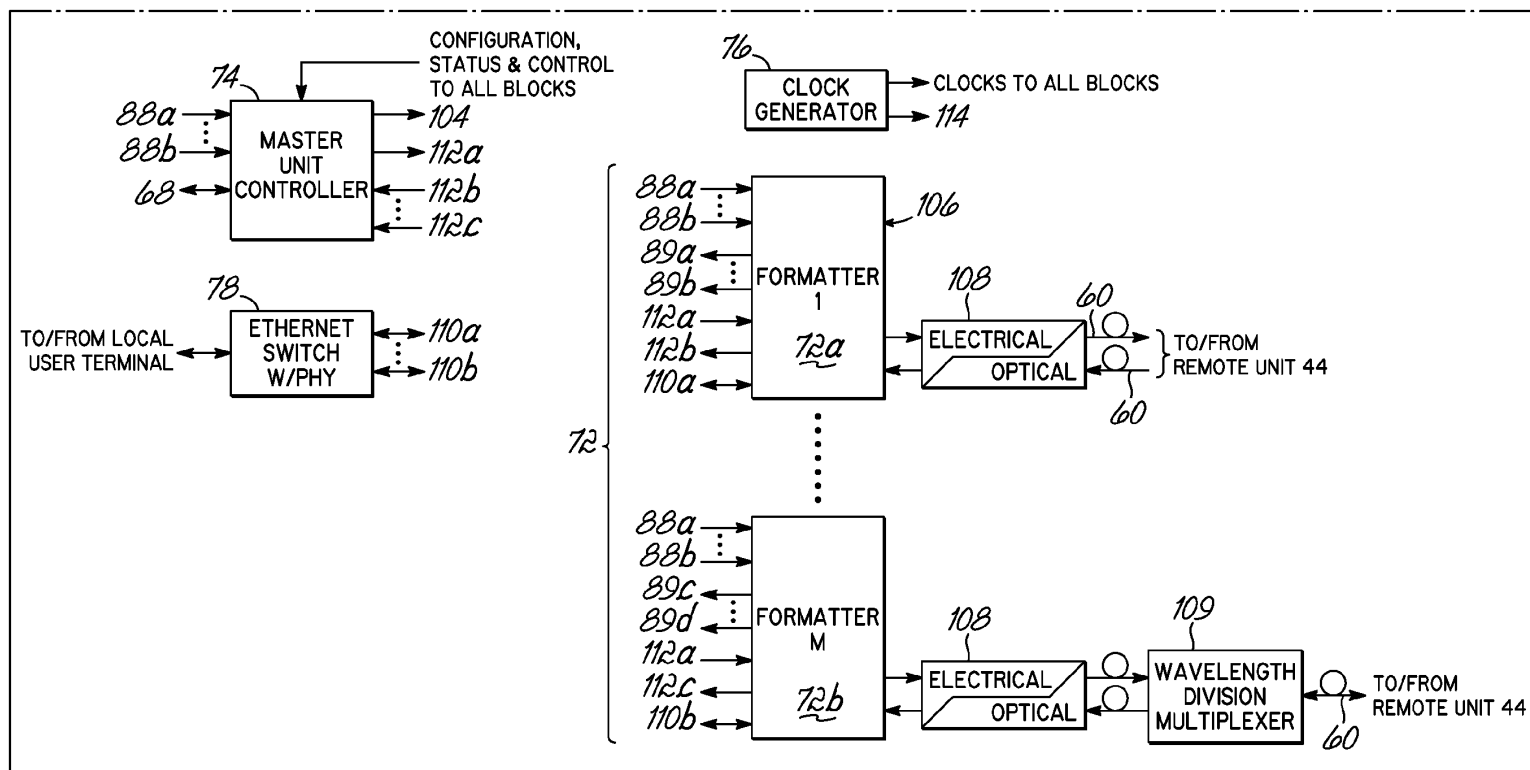 CONFIGURATION,
STATUS & CONTROL
TO ALL BLOCKS
74
88a
88b
68
MASTER
UNIT
CONTROLLER
104
112a
112b
112c
76
CLOCK
GENERATOR
CLOCKS TO ALL BLOCKS
114
78
TO/FROM LOCAL
USER TERMINAL
ETHERNET
SWITCH
W/PHY
110a
110b
72
88a
88b
89a
89b
112a
112b
110a
FORMATTER
1
72a
106
108
ELECTRICAL
OPTICAL
60
60
TO/FROM
REMOTE UNIT 44
88a
88b
89c
89d
112a
112c
110b
FORMATTER
M
72b
108
ELECTRICAL
OPTICAL
109
WAVELENGTH
DIVISION
MULTIPLEXER
60
TO/FROM
REMOTE UNIT 44